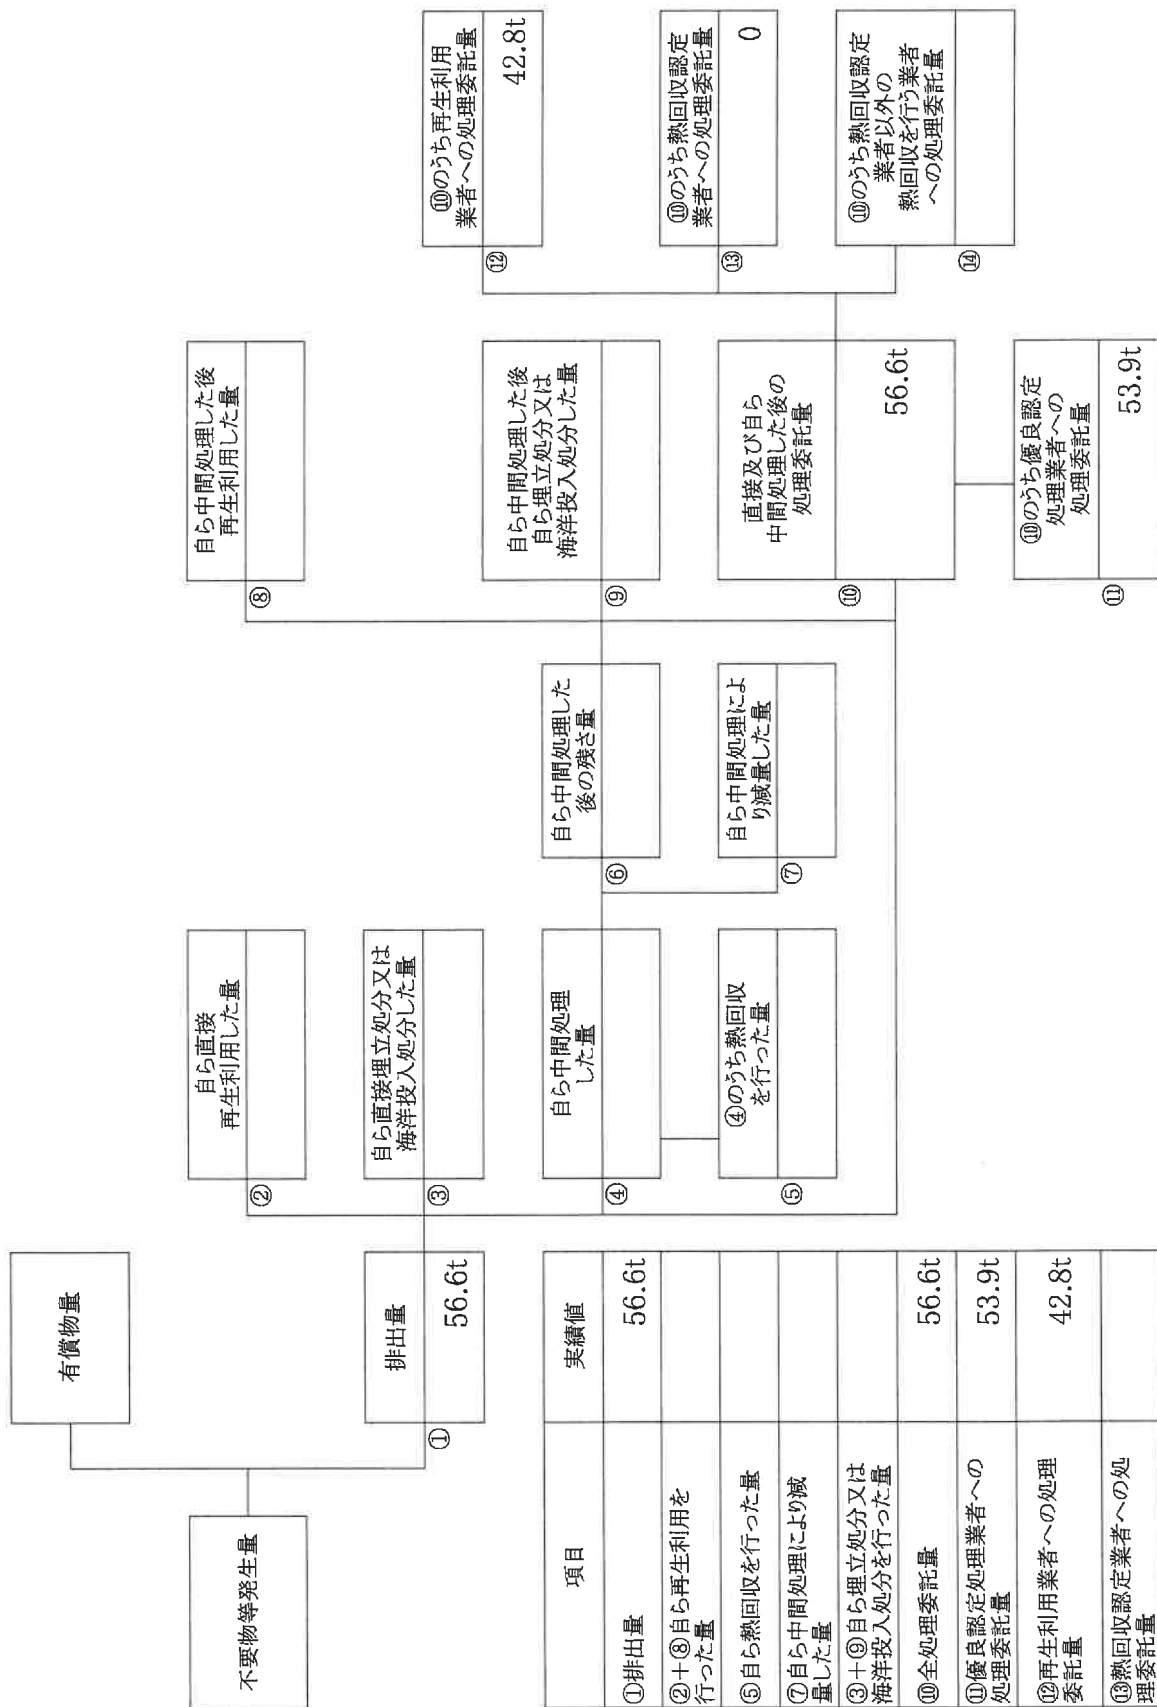 不要物等発生量
有償物量
①
排出量
56.6t
②
自ら直接
再生利用した量
③
自ら直接埋立処分又は
海洋投入処分した量
④
自ら中間処理
した量
⑤
④のうち熱回収
を行った量
⑥
自ら中間処理した
後の残さ量
⑦
自ら中間処理によ
り減量した量
⑧
自ら中間処理した後
再生利用した量
⑨
自ら中間処理した後
自ら埋立処分又は
海洋投入処分した量
⑩
直接及び自ら
中間処理した後の
処理委託量
56.6t
⑪
⑩のうち優良認定
処理業者への
処理委託量
53.9t
⑫
⑩のうち再生利用
業者への処理委託量
42.8t
⑬
⑩のうち熱回収認定
業者への処理委託量
0
⑭
⑩のうち熱回収認定
業者以外の
熱回収を行う業者
への処理委託量
項目
実績値
①排出量
56.6t
②+⑧自ら再生利用を
行った量
⑤自ら熱回収を行った量
⑦自ら中間処理により減
量した量
③+⑨自ら埋立処分又は
海洋投入処分を行った量
⑩全処理委託量
56.6t
⑪優良認定処理業者への
処理委託量
53.9t
⑫再生利用業者への処理
委託量
42.8t
⑬熱回収認定業者への処
理委託量